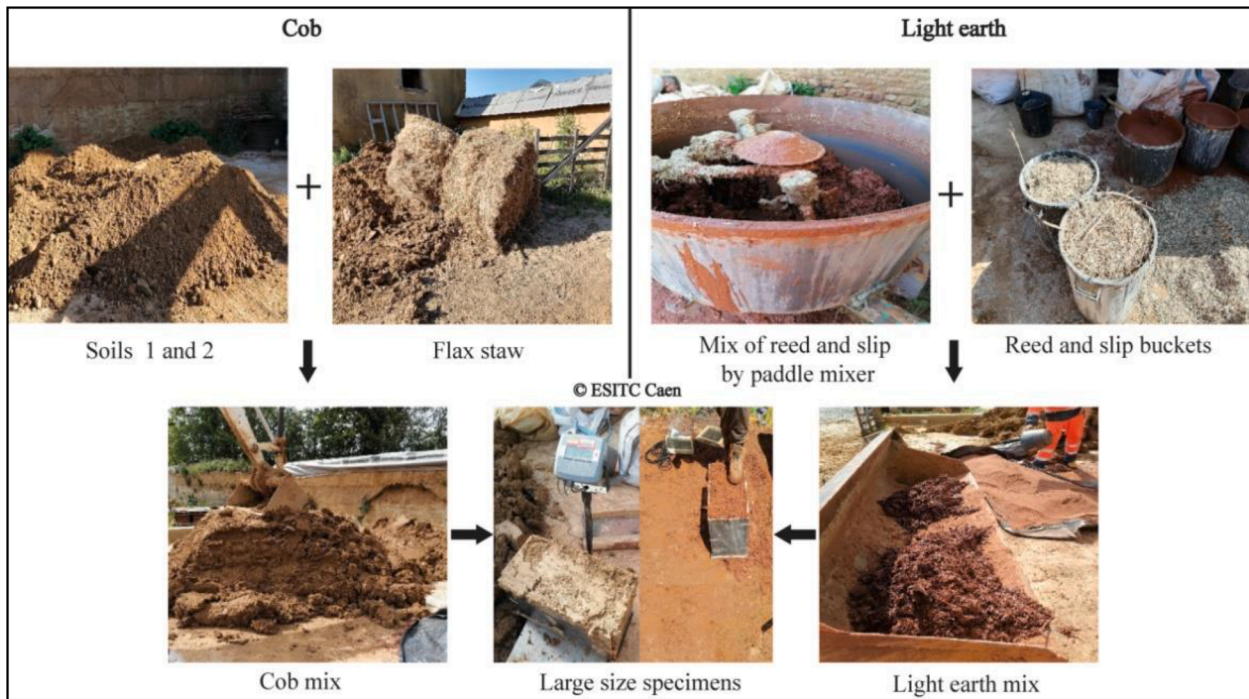 Cob
Light earth
+
+
Soils 1 and 2
Flax staw
Mix of reed and slip
by paddle mixer
Reed and slip buckets
© ESITC Caen
Cob mix
Large size specimens
Light earth mix